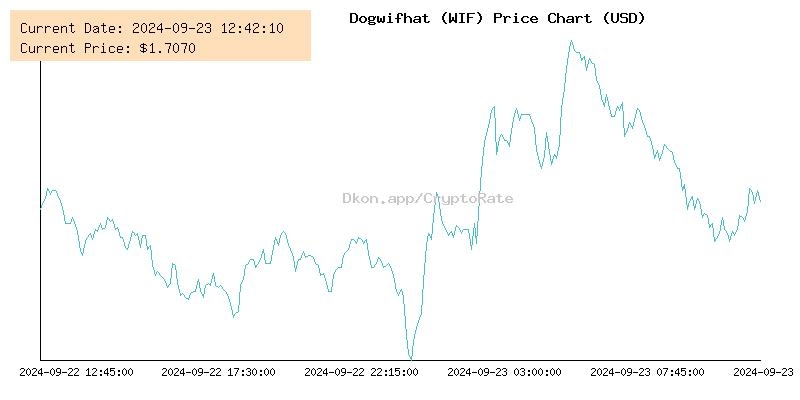 Dogwifhat (WIF) Price Chart (USD)
Current Date: 2024-09-23 12:42:10
Current Price: $1.7070
Dkon.app/CryptoRate
2024-09-22 12:45:00 2024-09-22 17:30:00 2024-09-22 22:15:00 2024-09-23 03:00:00 2024-09-23 07:45:00 2024-09-23